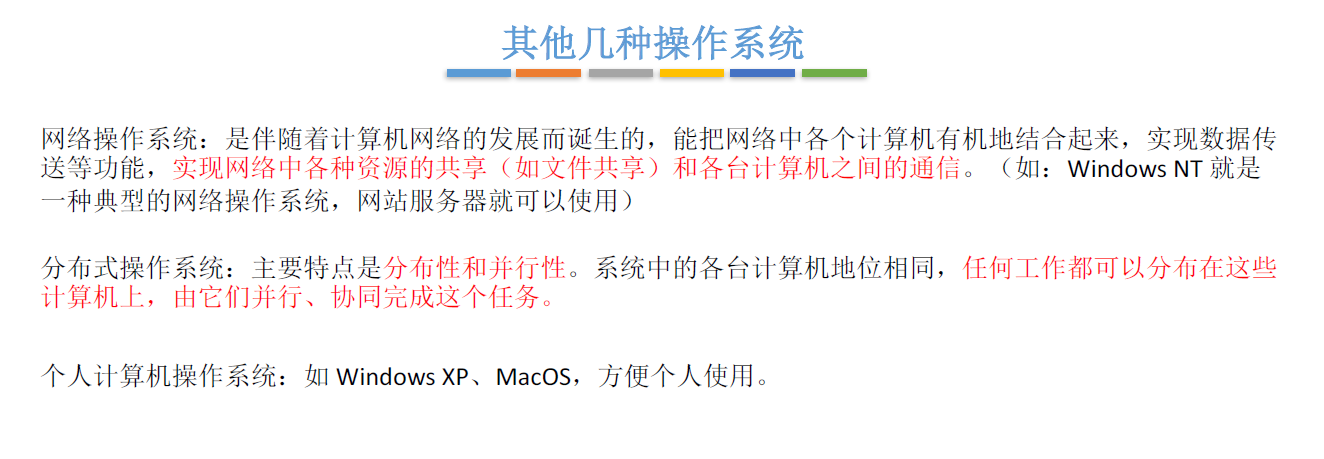 其他几种操作系统
网络操作系统：是伴随着计算机网络的发展而诞生的，能把网络中各个计算机有机地结合起来，实现数据传
送等功能，实现网络中各种资源的共享（如文件共享）和各台计算机之间的通信。（如：Windows NT 就是
一种典型的网络操作系统，网站服务器就可以使用）
分布式操作系统：主要特点是分布性和并行性。系统中的各台计算机地位相同，任何工作都可以分布在这些
计算机上，由它们并行、协同完成这个任务。
个人计算机操作系统：如 Windows XP、MacOS，方便个人使用。